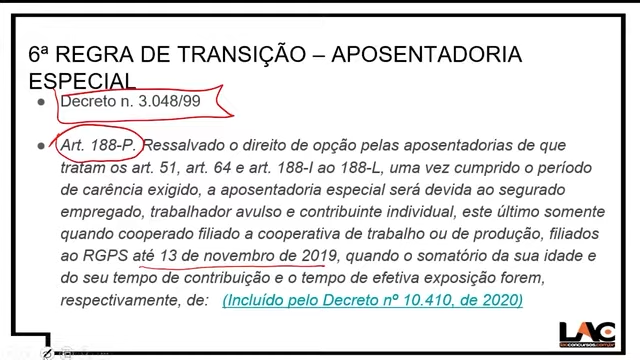 6ª REGRA DE TRANSIÇÃO – APOSENTADORIA
ESPECIAL
Decreto n. 3.048/99
Art. 188-P. Ressalvado o direito de opção pelas aposentadorias de que
tratam os art. 51, art. 64 e art. 188-I ao 188-L, uma vez cumprido o período
de carência exigido, a aposentadoria especial será devida ao segurado
empregado, trabalhador avulso e contribuinte individual, este último somente
quando cooperado filiado a cooperativa de trabalho ou de produção, filiados
ao RGPS até 13 de novembro de 2019, quando o somatório da sua idade e
do seu tempo de contribuição e o tempo de efetiva exposição forem,
respectivamente, de: (Incluído pelo Decreto nº 10.410, de 2020)
LAC
lacconcursos.com.br